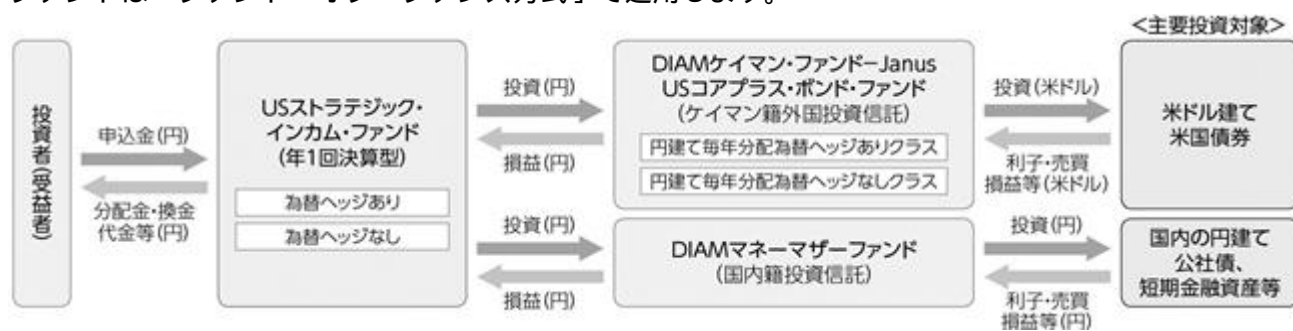 ＜主要投資対象＞
投資者（受益者）
申込金（円）
分配金・換金
代金等（円）
USストラテジック・
インカム・ファンド
（年1回決算型）
為替ヘッジあり
為替ヘッジなし
投資（円）
損益（円）
DIAMケイマン・ファンド－Janus
USコアプラス・ボンド・ファンド
（ケイマン籍外国投資信託）
円建て毎年分配為替ヘッジありクラス
円建て毎年分配為替ヘッジなしクラス
投資（米ドル）
利子・売買
損益等（米ドル）
米ドル建て
米国債券
投資（円）
損益（円）
DIAMマネーマザーファンド
（国内籍投資信託）
投資（円）
利子・売買
損益等（円）
国内の円建て
公社債、
短期金融資産等